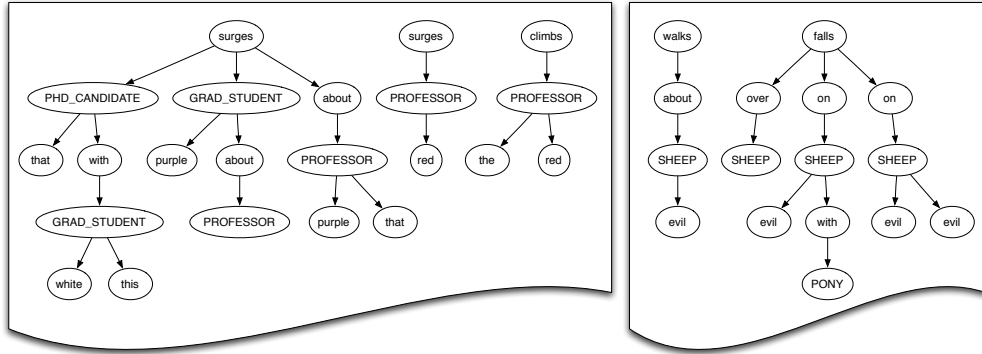 surges surges climbs walks falls
PHD_CANDIDATE GRAD_STUDENT about PROFESSOR PROFESSOR about over on on
that with purple about PROFESSOR red the red SHEEP SHEEP SHEEP SHEEP
GRAD_STUDENT PROFESSOR purple that evil evil with evil evil
white this PONY